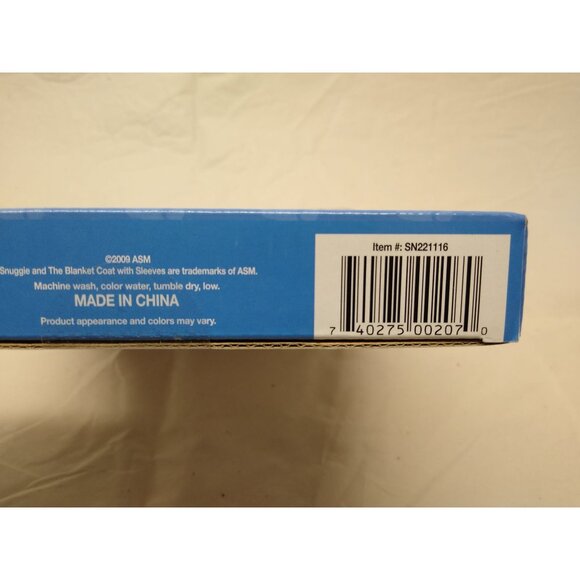 ©2009 ASM
Snuggie and The Blanket Coat with Sleeves are trademarks of ASM.
Machine wash, color water, tumble dry, low.
MADE IN CHINA
Product appearance and colors may vary.
Item #: SN221116
7 40275 00207 0